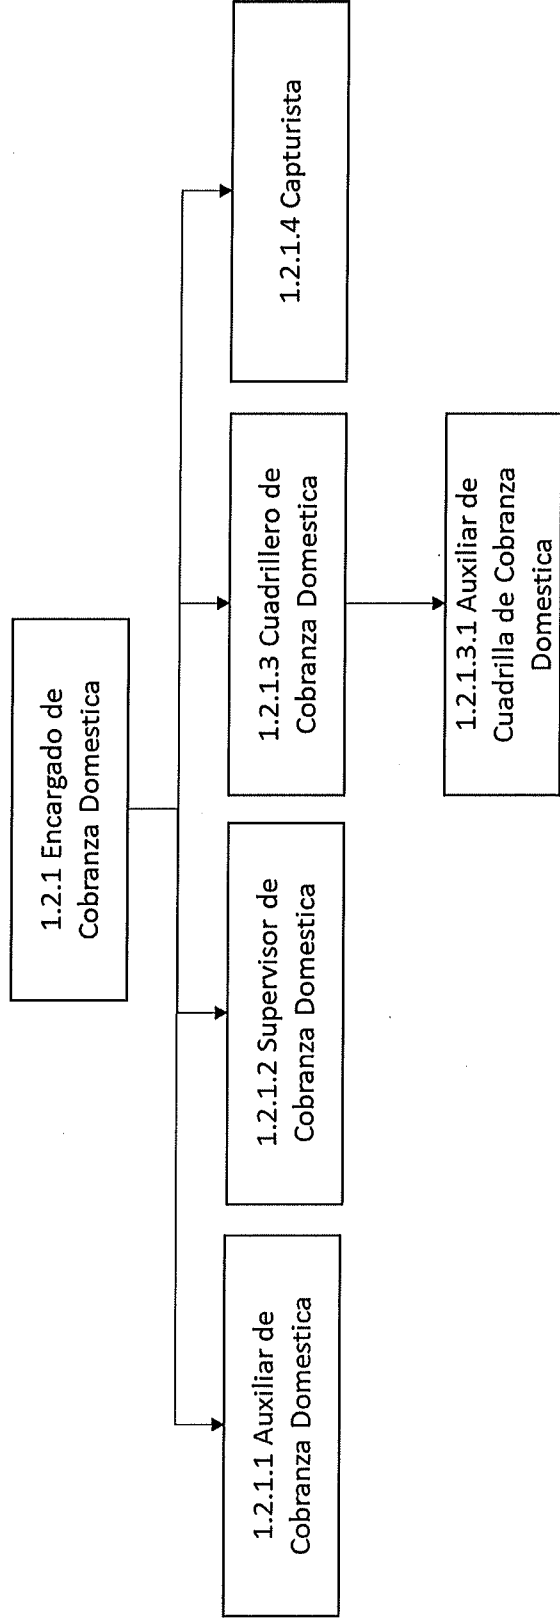 1.2.1 Encargado de
Cobranza Domestica
1.2.1.1 Auxiliar de
Cobranza Domestica
1.2.1.2 Supervisor de
Cobranza Domestica
1.2.1.3 Cuadrillero de
Cobranza Domestica
1.2.1.4 Capturista
1.2.1.3.1 Auxiliar de
Cuadrilla de Cobranza
Domestica